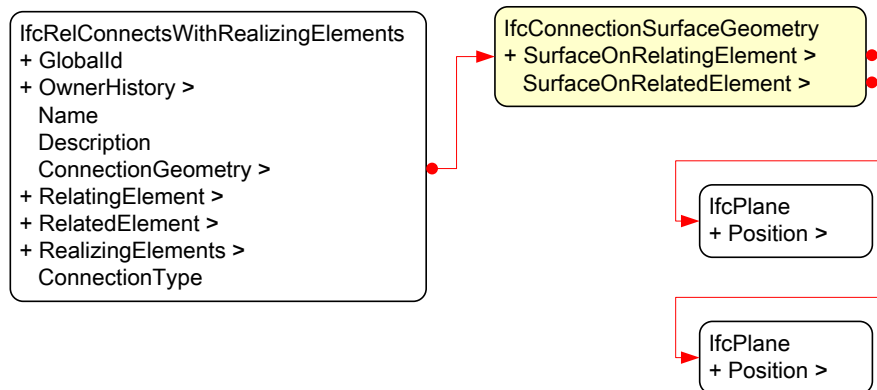 IfcRelConnectsWithRealizingElements
+ GlobalId
+ OwnerHistory >
Name
Description
ConnectionGeometry >
+ RelatingElement >
+ RelatedElement >
+ RealizingElements >
ConnectionType
IfcConnectionSurfaceGeometry
+ SurfaceOnRelatingElement >
SurfaceOnRelatedElement >
IfcPlane
+ Position >
IfcPlane
+ Position >